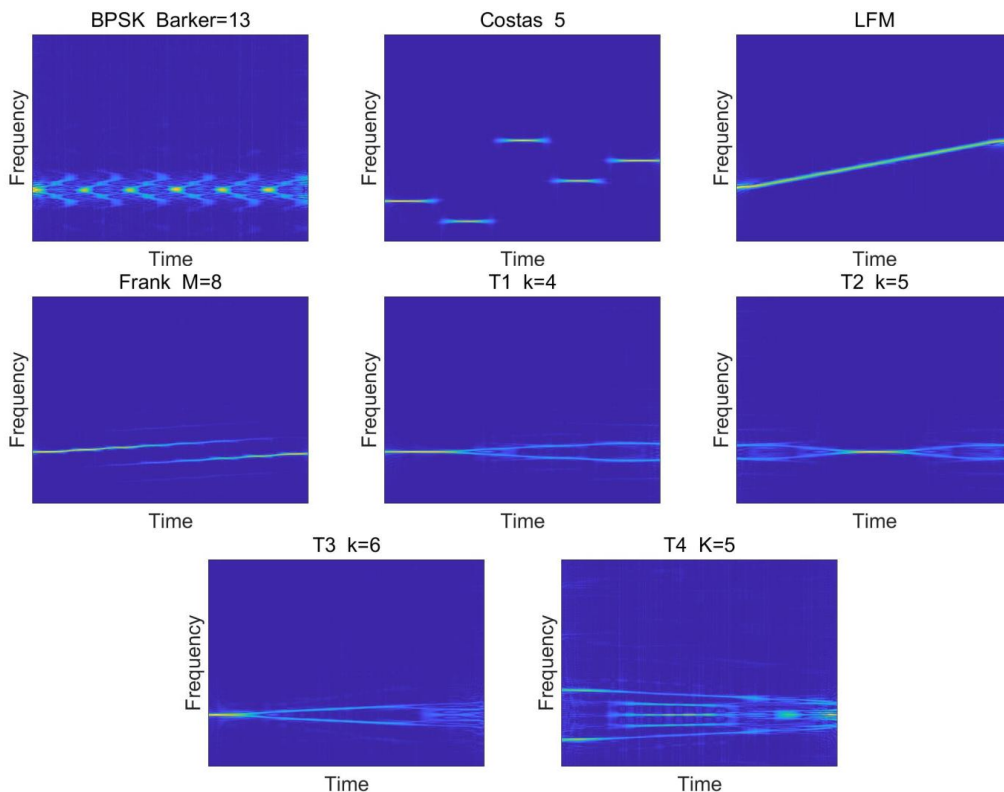 BPSK  Barker=13
Costas  5
LFM
Frequency
Frequency
Frequency
Time
Time
Time
Frank  M=8
T1  k=4
T2  k=5
Frequency
Frequency
Frequency
Time
Time
Time
T3  k=6
T4  K=5
Frequency
Frequency
Time
Time